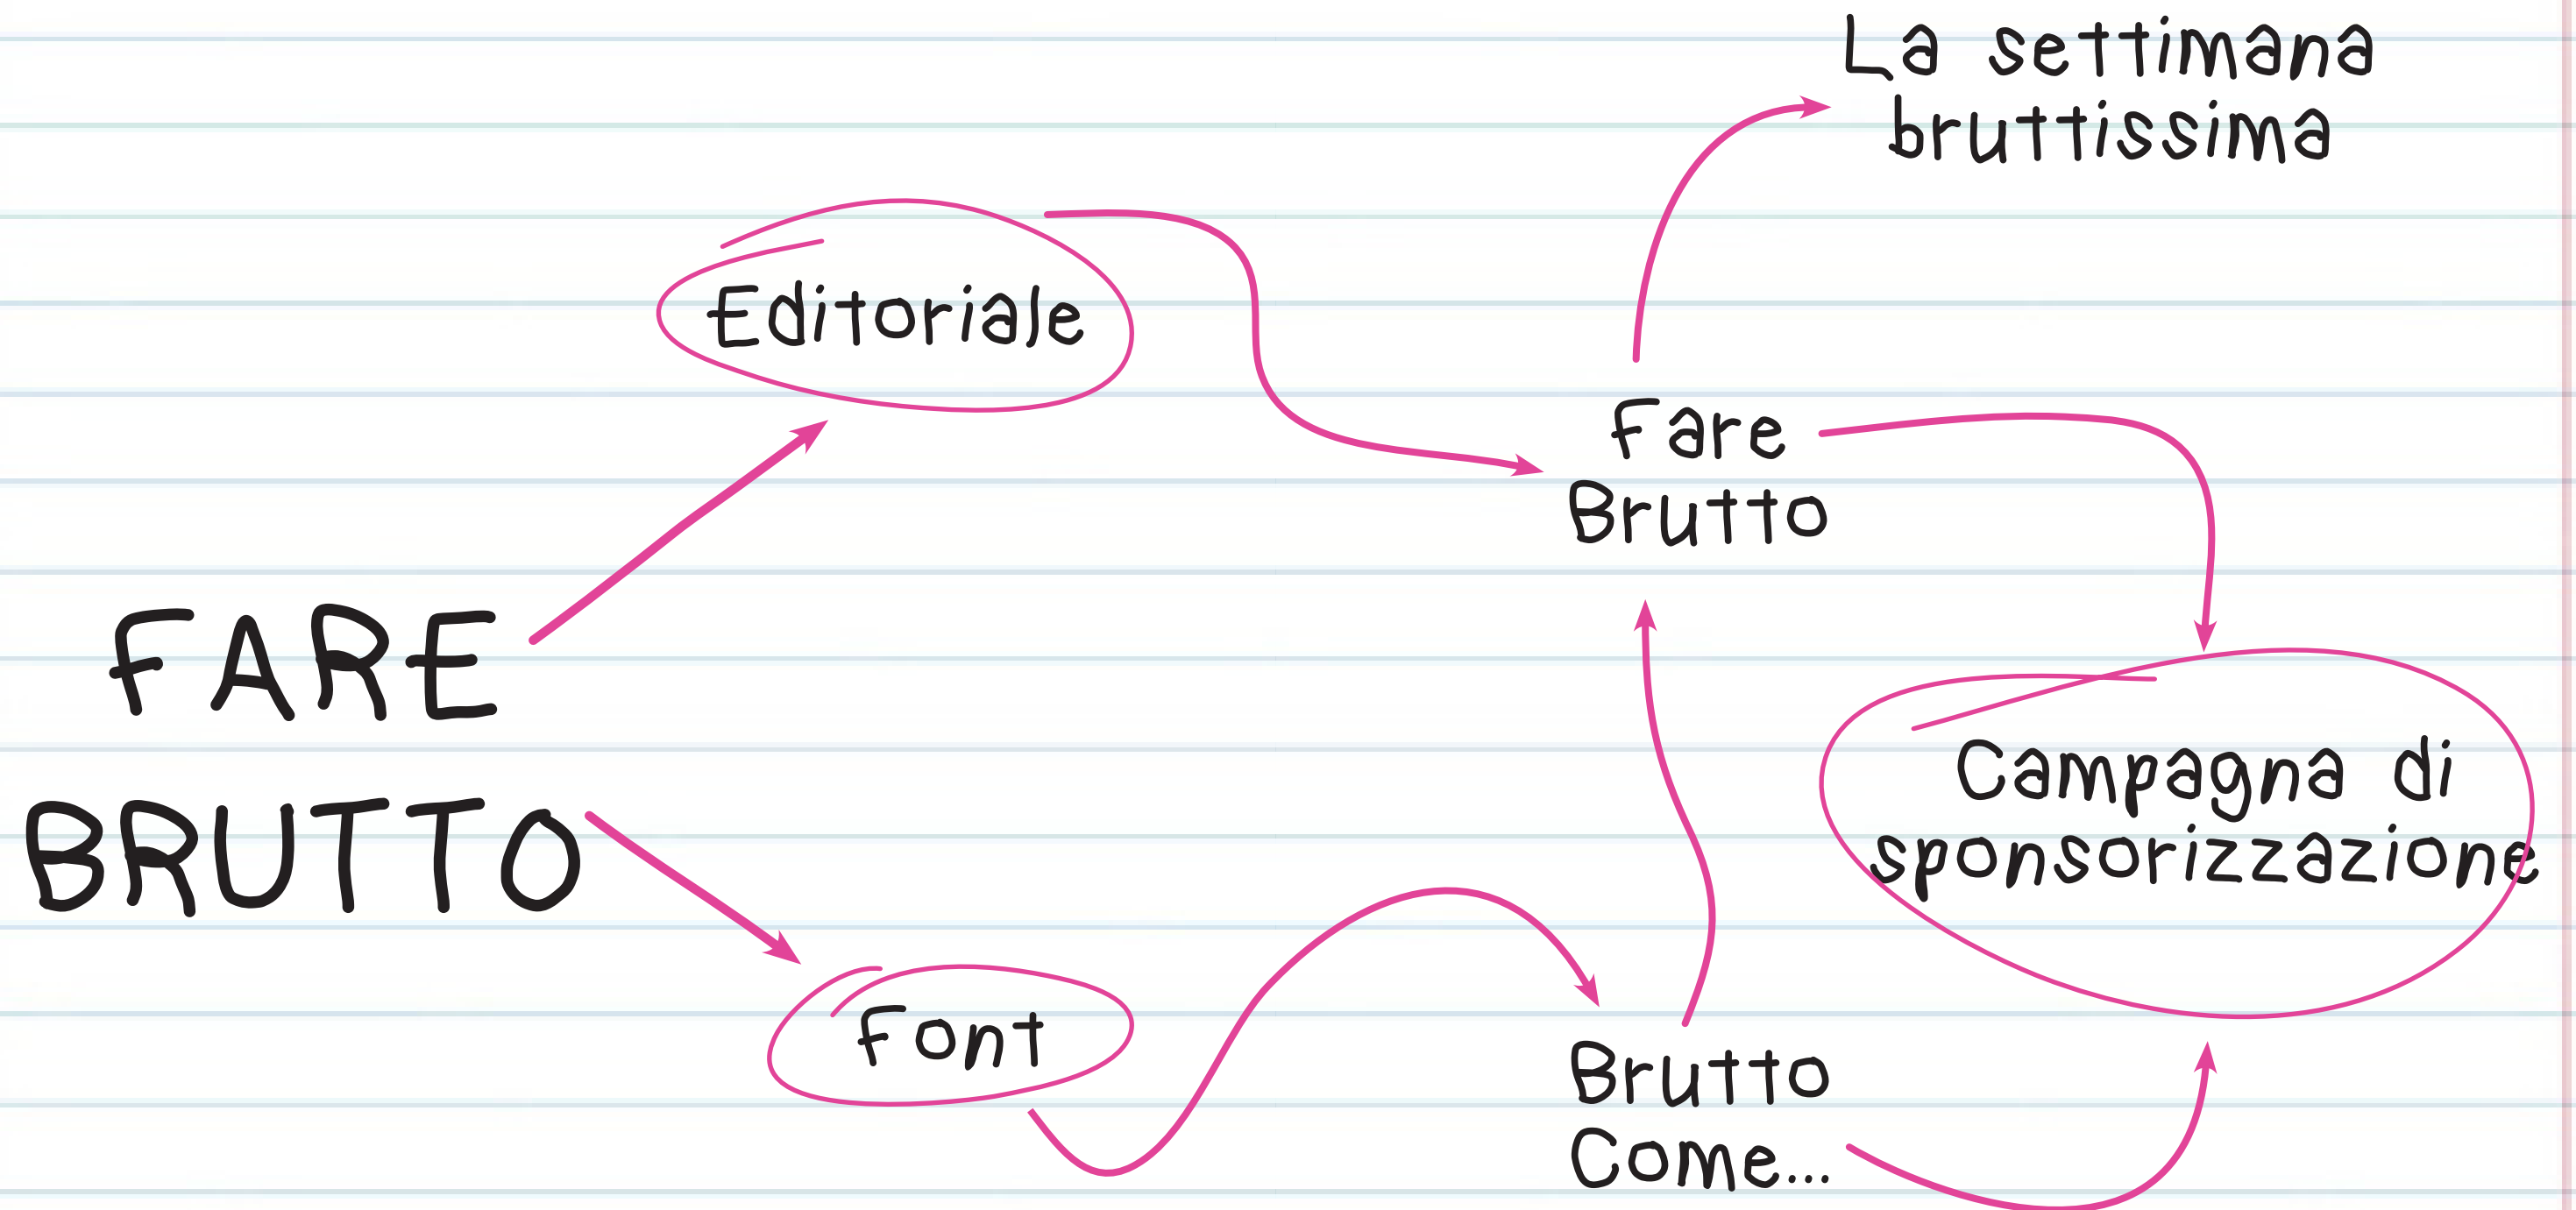 La settimana
bruttissima
Editoriale
Fare
Brutto
FARE
BRUTTO
Campagna di
sponsorizzazione
Font
Brutto
Come...